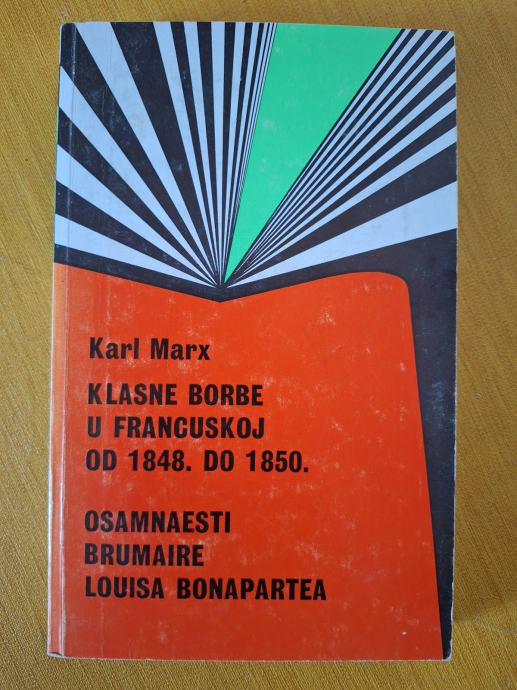 Karl Marx
KLASNE BORBE
U FRANCUSKOJ
OD 1848. DO 1850.
OSAMNAESTI
BRUMAIRE
LOUISA BONAPARTEA